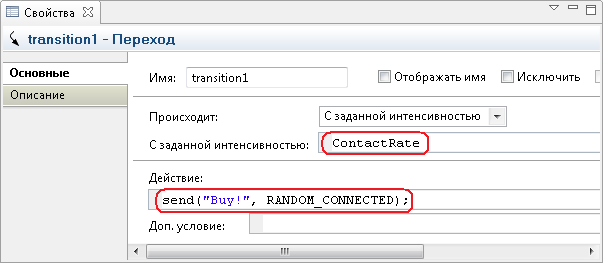 Свойства
transition1 - Переход
Основные
Описание
Имя: transition1 Отображать имя Исключить
Происходит: С заданной интенсивностью
С заданной интенсивностью: ContactRate
Действие:
send("Buy!", RANDOM_CONNECTED);
Доп. условие: